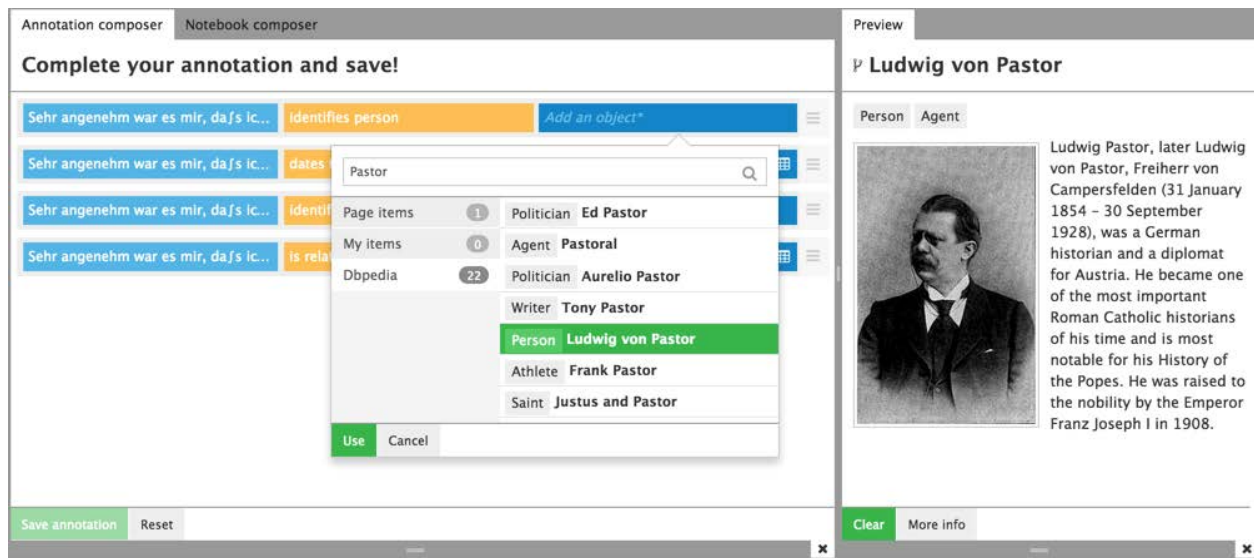 Annotation composer
Notebook composer
Complete your annotation and save!
Sehr angenehm war es mir, daſs ic...
identifies person
Add an object*
Sehr angenehm war es mir, daſs ic...
dates
Sehr angenehm war es mir, daſs ic...
Sehr angenehm war es mir, daſs ic...
Pastor
Page items 1
My items 0
Dbpedia 22
Politician Ed Pastor
Agent Pastoral
Politician Aurelio Pastor
Writer Tony Pastor
Person Ludwig von Pastor
Athlete Frank Pastor
Saint Justus and Pastor
Use
Cancel
Save annotation
Reset
Preview
Ludwig von Pastor
Person
Agent
Ludwig Pastor, later Ludwig
von Pastor, Freiherr von
Campersfelden (31 January
1854 – 30 September
1928), was a German
historian and a diplomat
for Austria. He became one
of the most important
Roman Catholic historians
of his time and is most
notable for his History of
the Popes. He was raised to
the nobility by the Emperor
Franz Joseph I in 1908.
Clear
More info